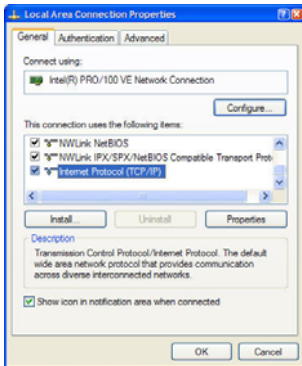 Local Area Connection Properties
General Authentication Advanced
Connect using:
Intel(R) PRO/100 VE Network Connection
Configure...
This connection uses the following items:
NWLink NetBIOS
NWLink IPX/SPX/NetBIOS Compatible Transport Prot
Internet Protocol (TCP/IP)
Install... Uninstall Properties
Description
Transmission Control Protocol/Internet Protocol. The default
wide area network protocol that provides communication
across diverse interconnected networks.
Show icon in notification area when connected
OK Cancel